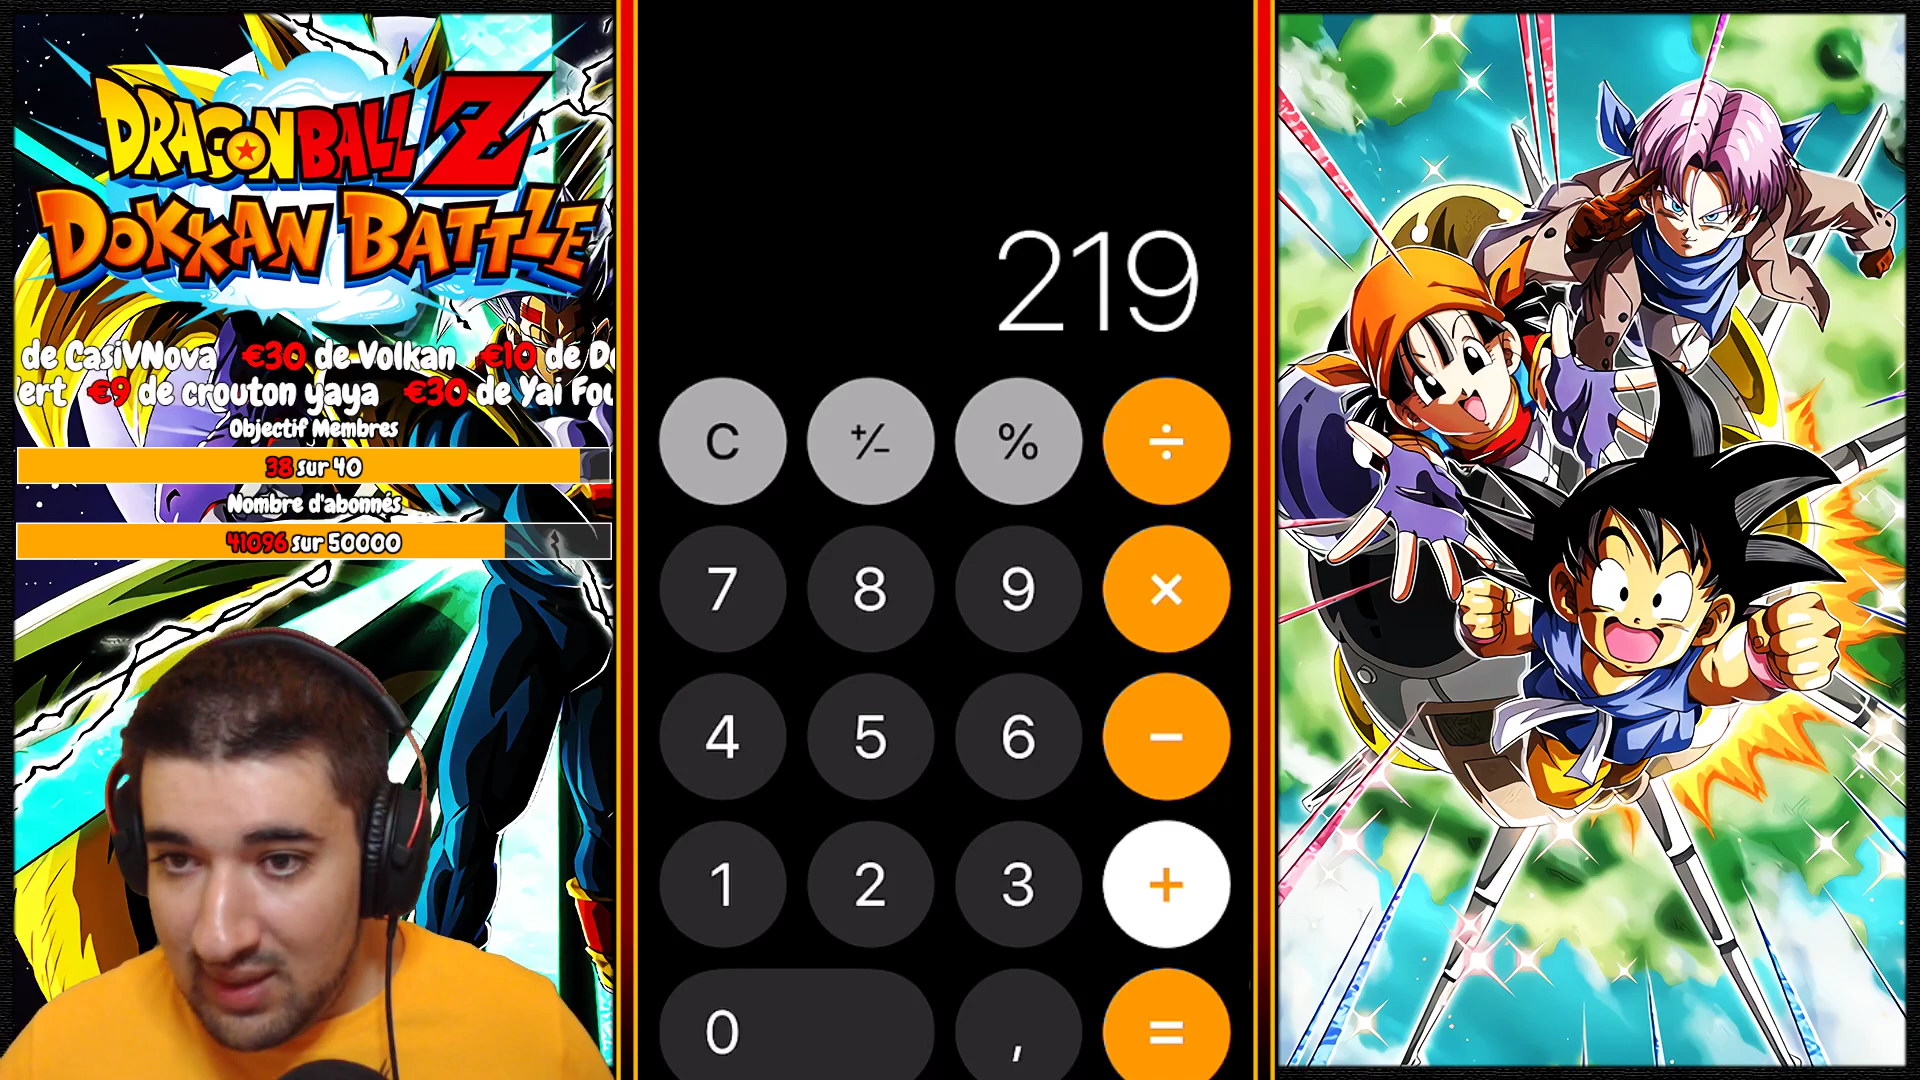 DRAGON BALL Z
DOKKAN BATTLE
de CasiVNova €30 de Volkan €10 de
ert €9 de crouton yaya €30 de Yai
Objectif Membres
38 sur 40
Nombre d'abonnés
41096 sur 50000
219
C +/- % ÷
7 8 9 ×
4 5 6 −
1 2 3 +
0 , =